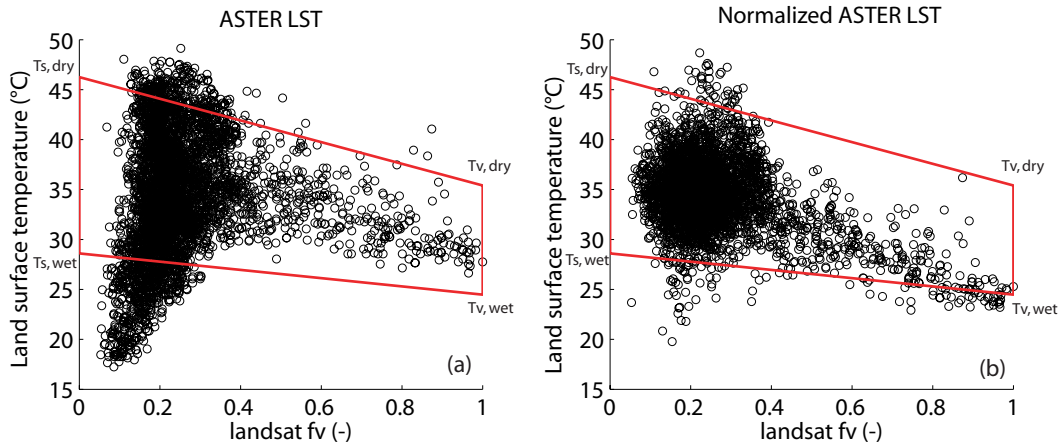 ASTER LST
Normalized ASTER LST
Land surface temperature (°C)
50
45
40
35
30
25
20
15
Ts, dry
Tv, dry
Ts, wet
Tv, wet
(a)
0
0.2
0.4
0.6
0.8
1
landsat fv (-)
Land surface temperature (°C)
50
45
40
35
30
25
20
15
Ts, dry
Tv, dry
Ts, wet
Tv, wet
(b)
0
0.2
0.4
0.6
0.8
1
landsat fv (-)